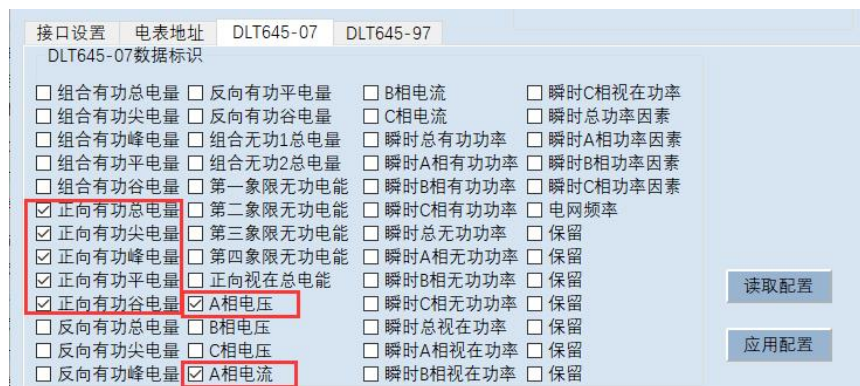 接口设置 电表地址 DLT645-07 DLT645-97
DLT645-07数据标识
组合有功总电量 反向有功平电量 B相电流 瞬时C相视在功率
组合有功尖电量 反向有功谷电量 C相电流 瞬时总功率因素
组合有功峰电量 组合无功1总电量 瞬时总有功功率 瞬时A相功率因素
组合有功平电量 组合无功2总电量 瞬时A相有功功率 瞬时B相功率因素
组合有功谷电量 第一象限无功电能 瞬时B相有功功率 瞬时C相功率因素
正向有功总电量 第二象限无功电能 瞬时C相有功功率 电网频率
正向有功尖电量 第三象限无功电能 瞬时总无功功率 保留
正向有功峰电量 第四象限无功电能 瞬时A相无功功率 保留
正向有功平电量 正向视在总电能 瞬时B相无功功率 保留
读取配置
正向有功谷电量 A相电压 瞬时C相无功功率 保留
反向有功总电量 B相电压 瞬时总视在功率 保留
反向有功尖电量 C相电压 瞬时A相视在功率 保留
应用配置
反向有功峰电量 A相电流 瞬时B相视在功率 保留